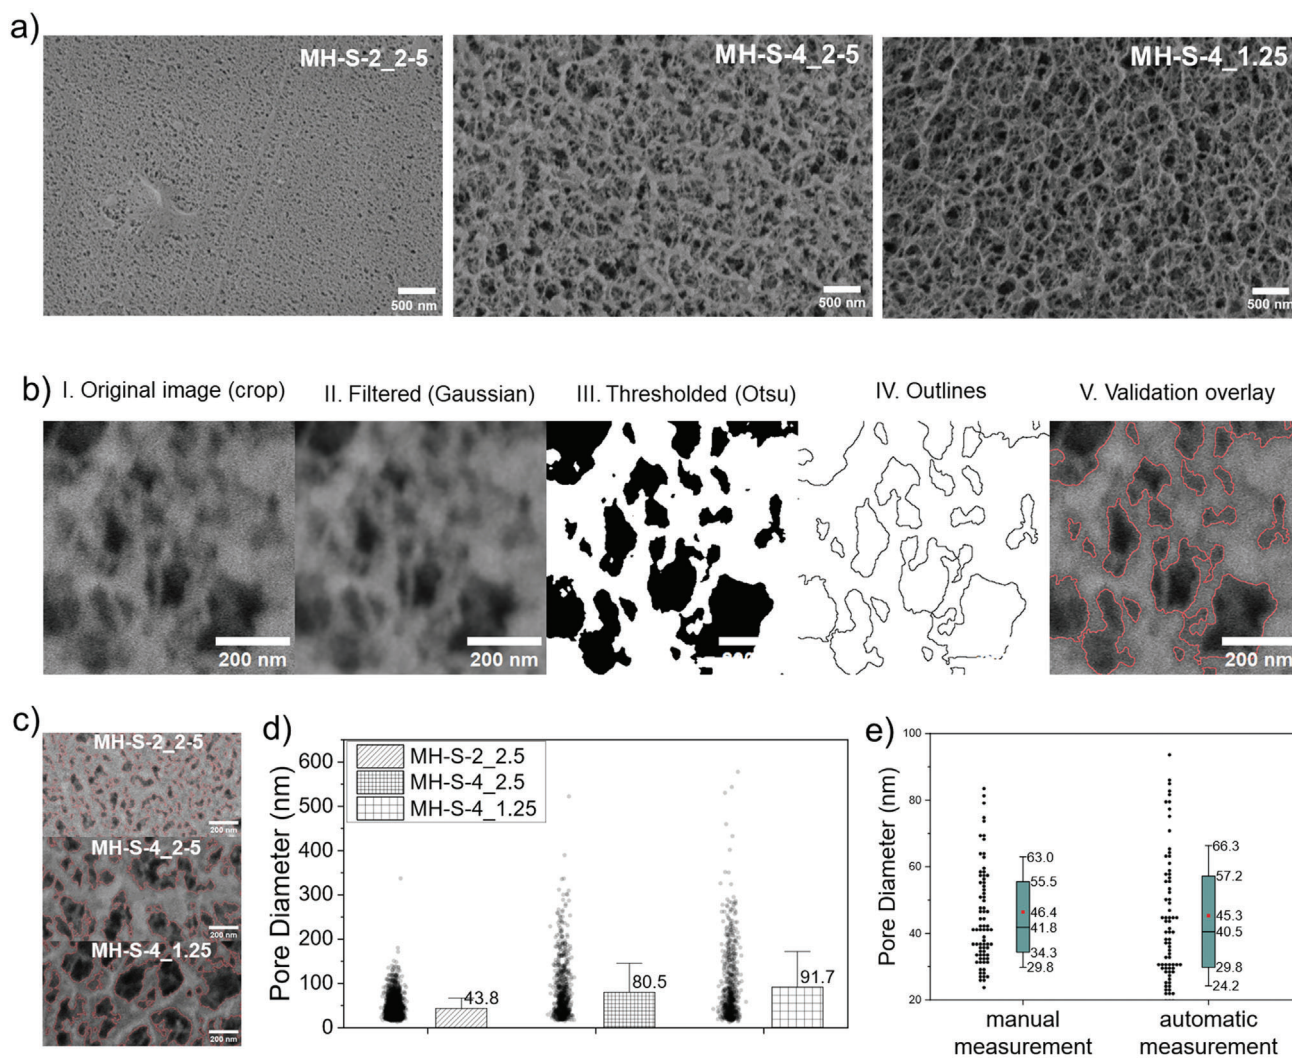 a)
MH-S-2_2-5
MH-S-4_2-5
MH-S-4_1.25
500 nm
500 nm
500 nm
b)
I. Original image (crop)
II. Filtered (Gaussian)
III. Thresholded (Otsu)
IV. Outlines
V. Validation overlay
200 nm
200 nm
200 nm
c)
MH-S-2_2-5
200 nm
MH-S-4_2-5
200 nm
MH-S-4_1.25
200 nm
d)
Pore Diameter (nm)
600
500
400
300
200
100
0
MH-S-2_2.5
MH-S-4_2.5
MH-S-4_1.25
43.8
80.5
91.7
e)
Pore Diameter (nm)
100
80
60
40
20
63.0
55.5
46.4
41.8
34.3
29.8
66.3
57.2
45.3
40.5
29.8
24.2
manual
measurement
automatic
measurement